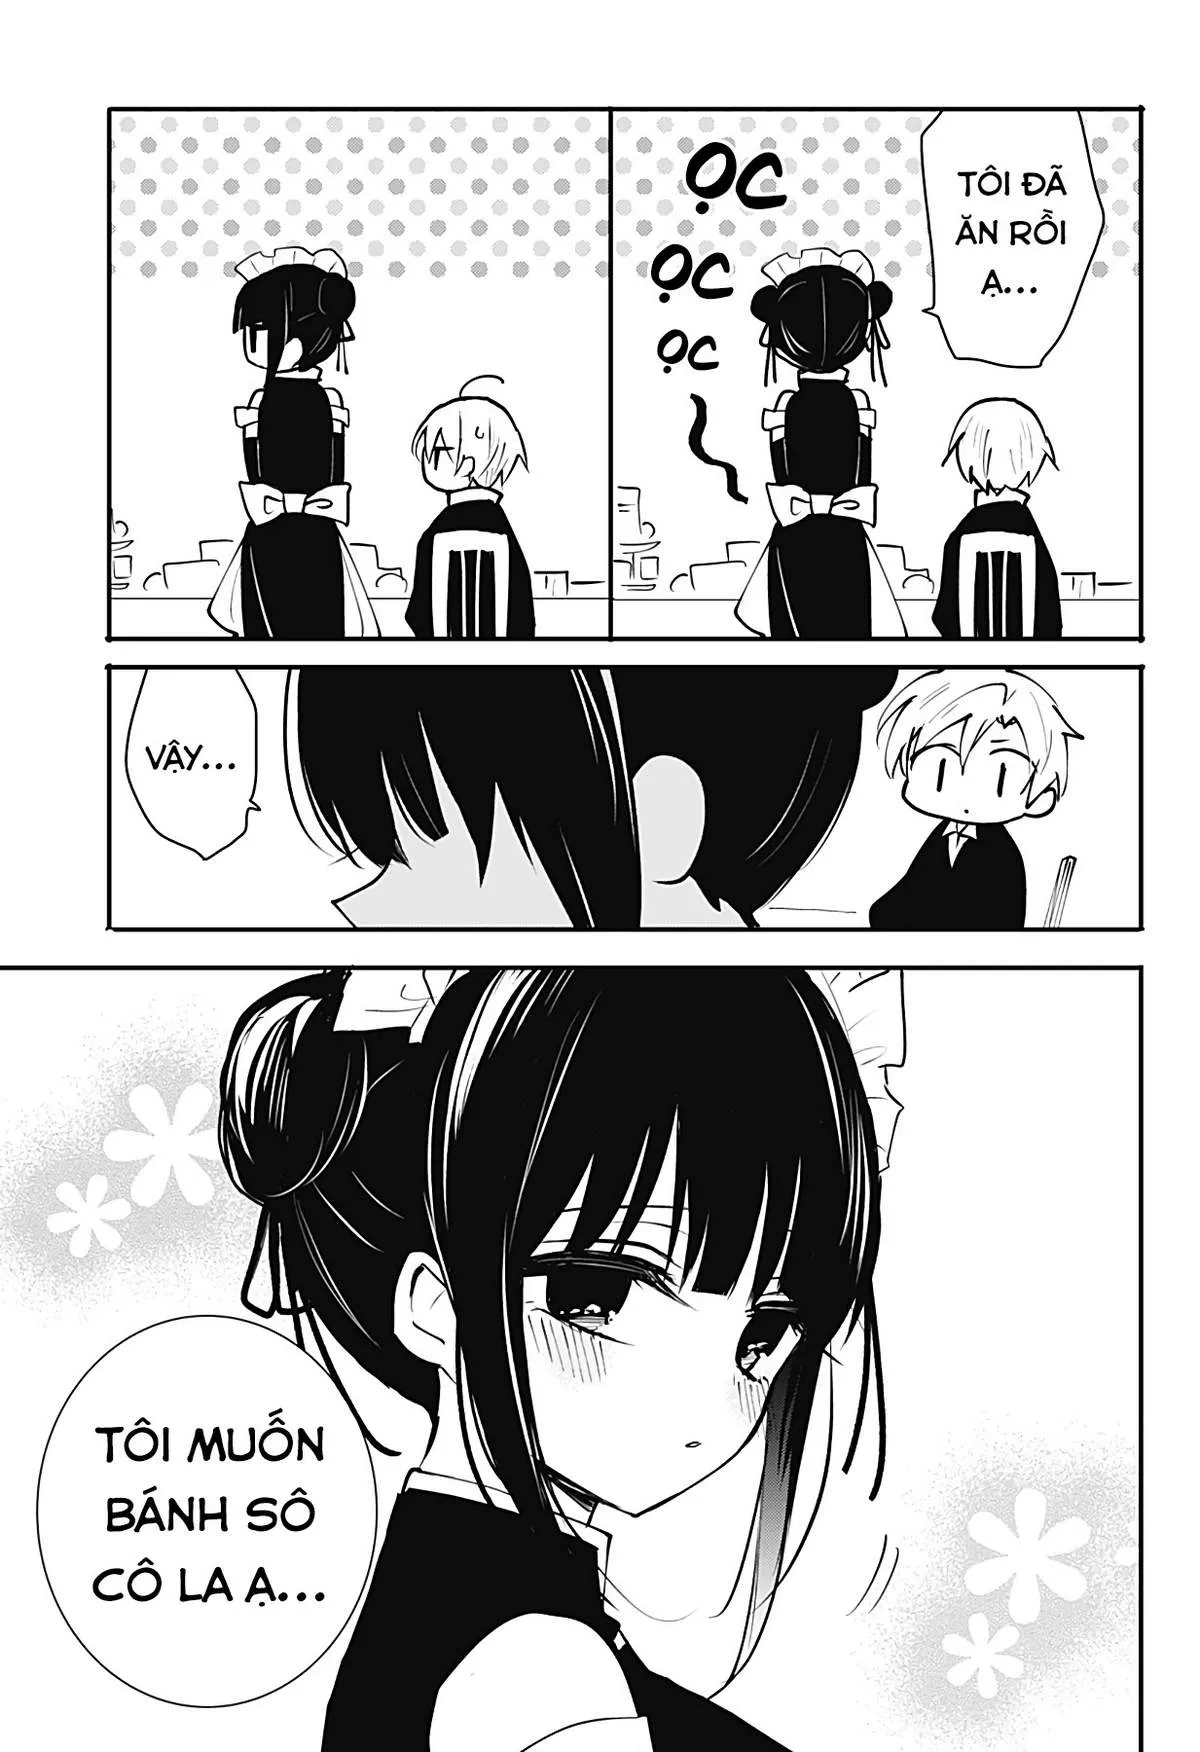 TÔI ĐÃ
ĂN RỒI
Ạ...
ỌC
ỌC
ỌC
VẬY...
TÔI MUỐN
BÁNH SÔ
CÔ LA Ạ...